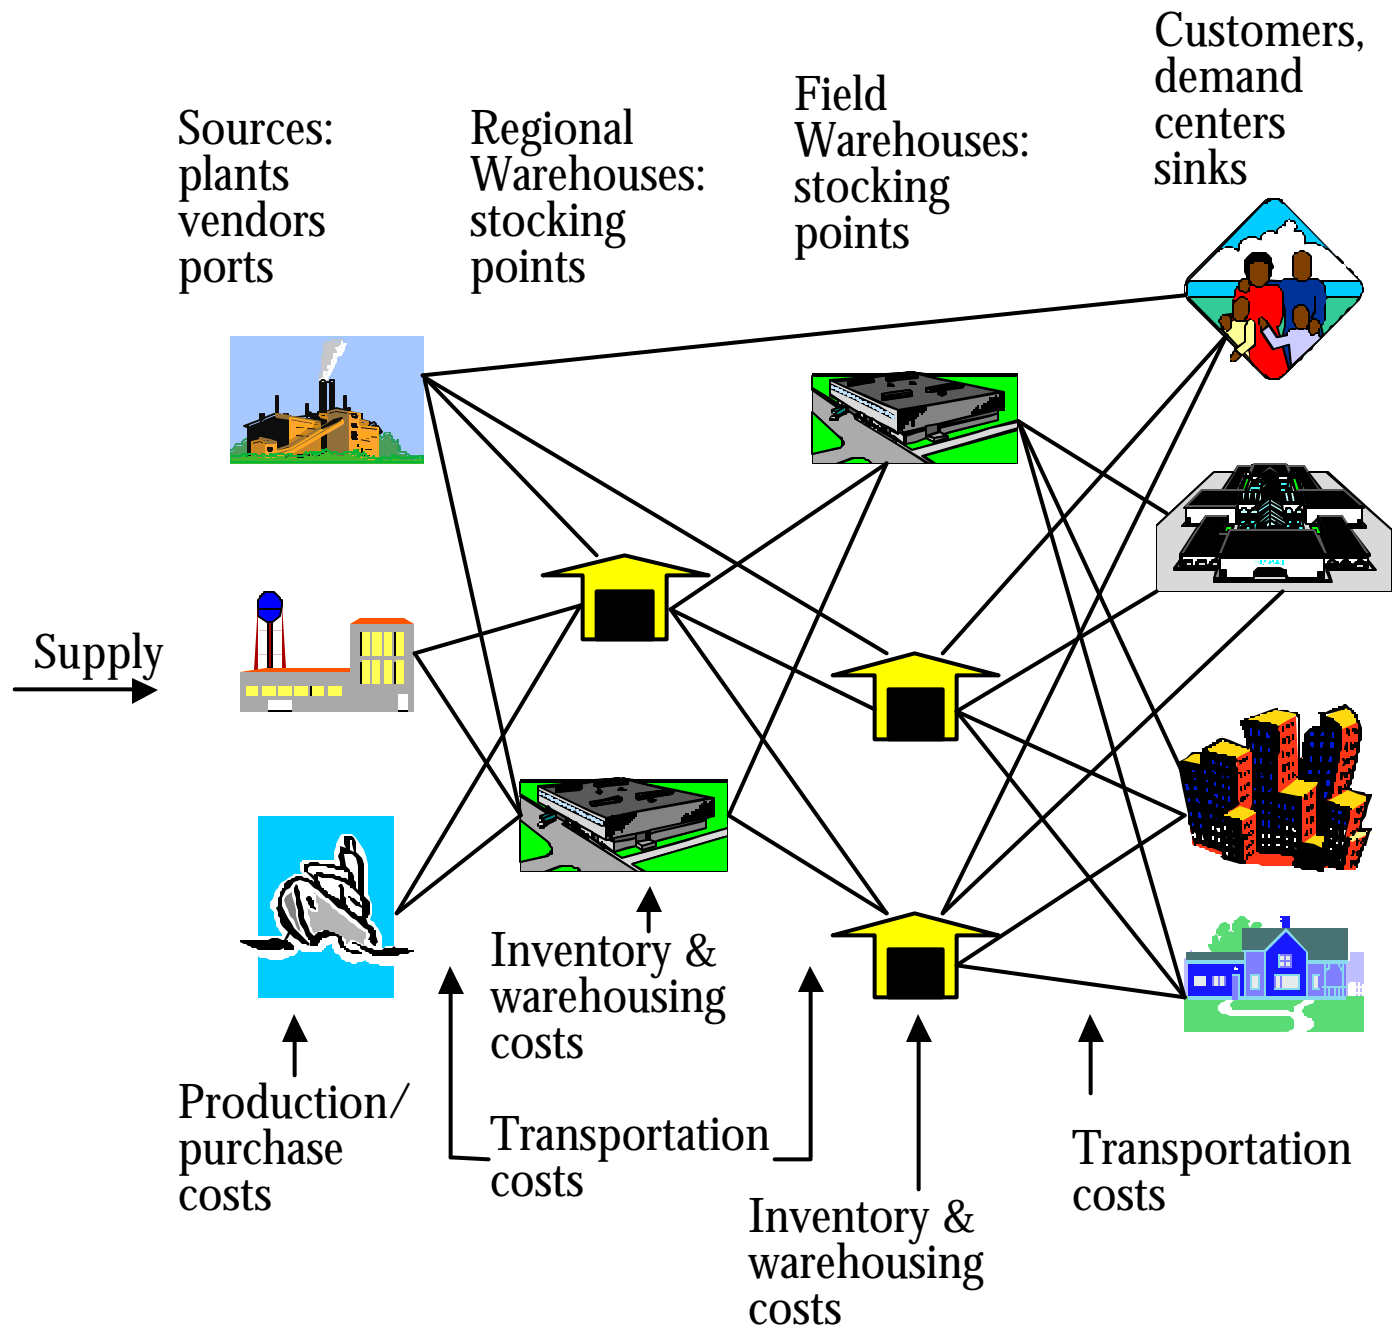 Customers,
demand
centers
sinks
Field
Warehouses:
stocking
points
Sources:
plants
vendors
ports
Regional
Warehouses:
stocking
points
Supply
Inventory &
warehousing
costs
Production/
purchase
costs
Transportation
costs
Transportation
costs
Inventory &
warehousing
costs